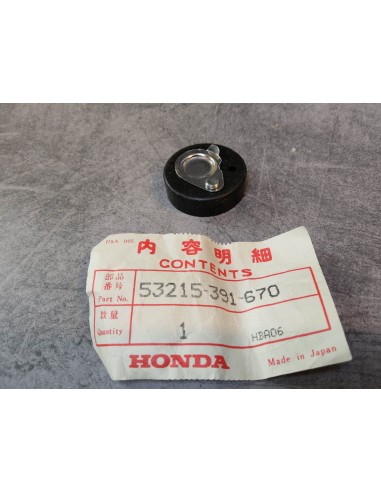 内容明細
CONTENTS
部品番号 Part No. 53215-391-670
数量 Quantity 1 HBA06
HONDA Made in Japan